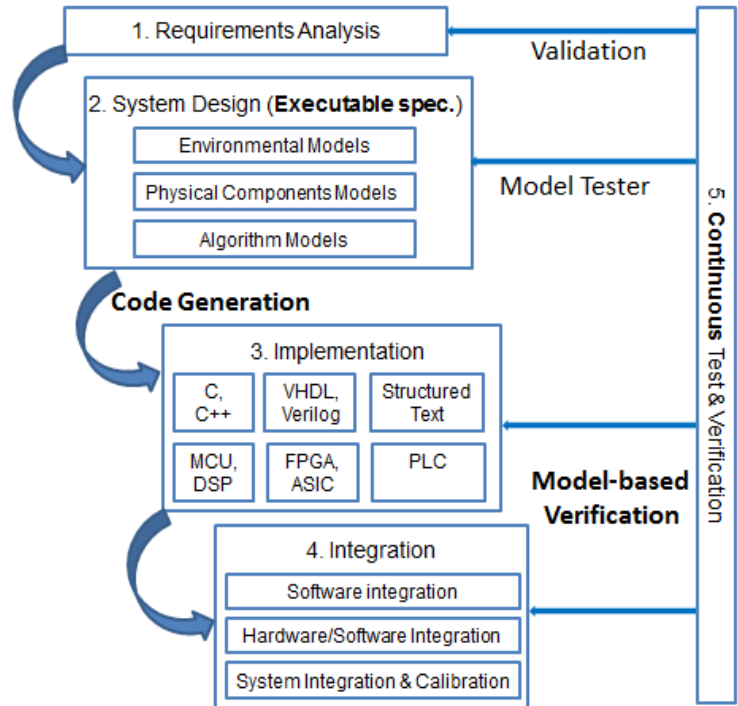 1. Requirements Analysis
Validation
2. System Design (Executable spec.)
Environmental Models
Physical Components Models
Algorithm Models
Model Tester
Code Generation
3. Implementation
C,
C++
VHDL,
Verilog
Structured
Text
MCU,
DSP
FPGA,
ASIC
PLC
Model-based
Verification
4. Integration
Software integration
Hardware/Software Integration
System Integration & Calibration
5. Continuous Test & Verification